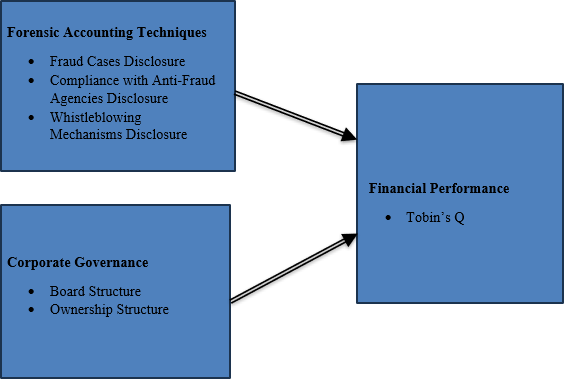 Forensic Accounting Techniques
• Fraud Cases Disclosure
• Compliance with Anti-Fraud
Agencies Disclosure
• Whistleblowing
Mechanisms Disclosure
Financial Performance
• Tobin’s Q
Corporate Governance
• Board Structure
• Ownership Structure